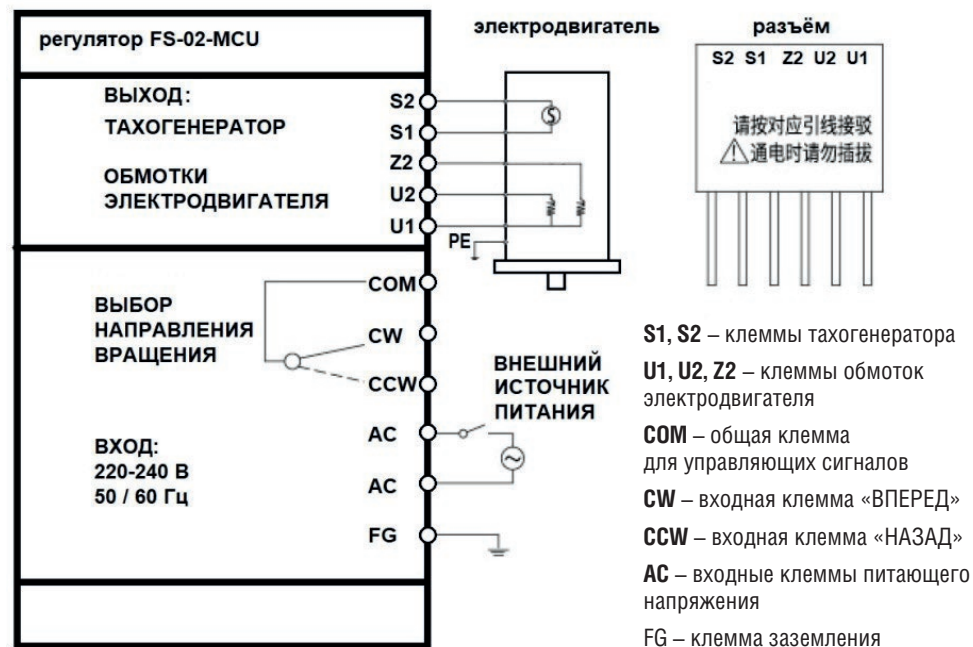 регулятор FS-02-MCU
ВЫХОД:
ТАХОГЕНЕРАТОР
ОБМОТКИ
ЭЛЕКТРОДВИГАТЕЛЯ
S2
S1
Z2
U2
U1
ВЫБОР
НАПРАВЛЕНИЯ
ВРАЩЕНИЯ
COM
CW
CCW
ВХОД:
220-240 В
50 / 60 Гц
AC
AC
FG
электродвигатель
S
PE
ВНЕШНИЙ
ИСТОЧНИК
ПИТАНИЯ
разъём
S2 S1 Z2 U2 U1
请按对应引线接驳
通电时请勿插拔
S1, S2 – клеммы тахогенератора
U1, U2, Z2 – клеммы обмоток
электродвигателя
COM – общая клемма
для управляющих сигналов
CW – входная клемма «ВПЕРЕД»
CCW – входная клемма «НАЗАД»
AC – входные клеммы питающего
напряжения
FG – клемма заземления